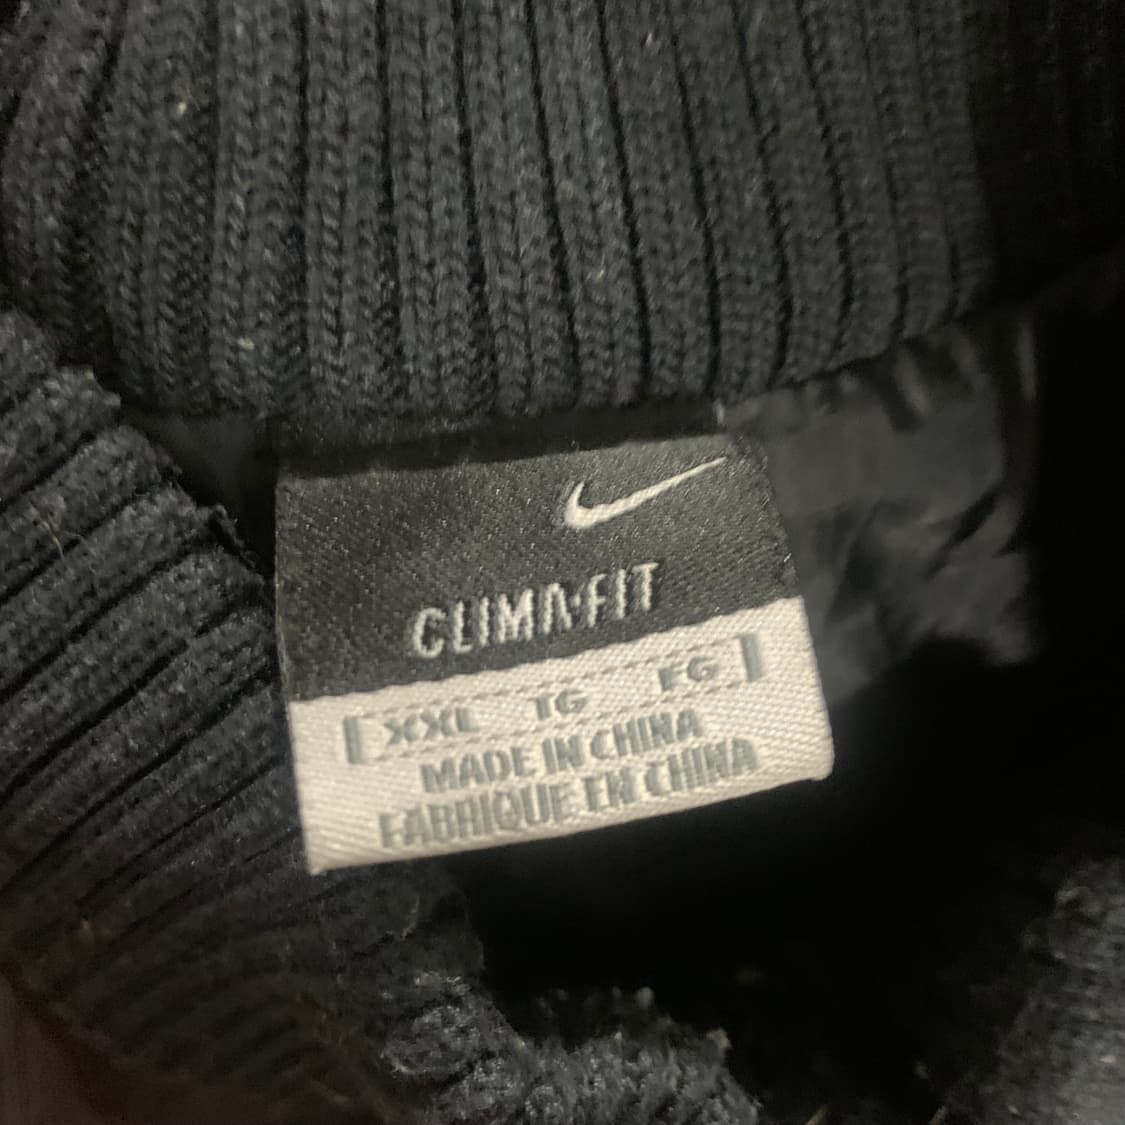 CLIMA·FIT
XXL TG EG
MADE IN CHINA
FABRIQUE EN CHINA